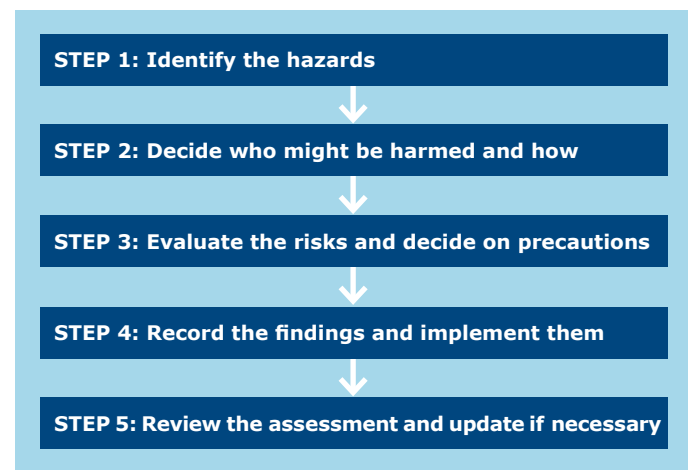 STEP 1: Identify the hazards
STEP 2: Decide who might be harmed and how
STEP 3: Evaluate the risks and decide on precautions
STEP 4: Record the findings and implement them
STEP 5: Review the assessment and update if necessary